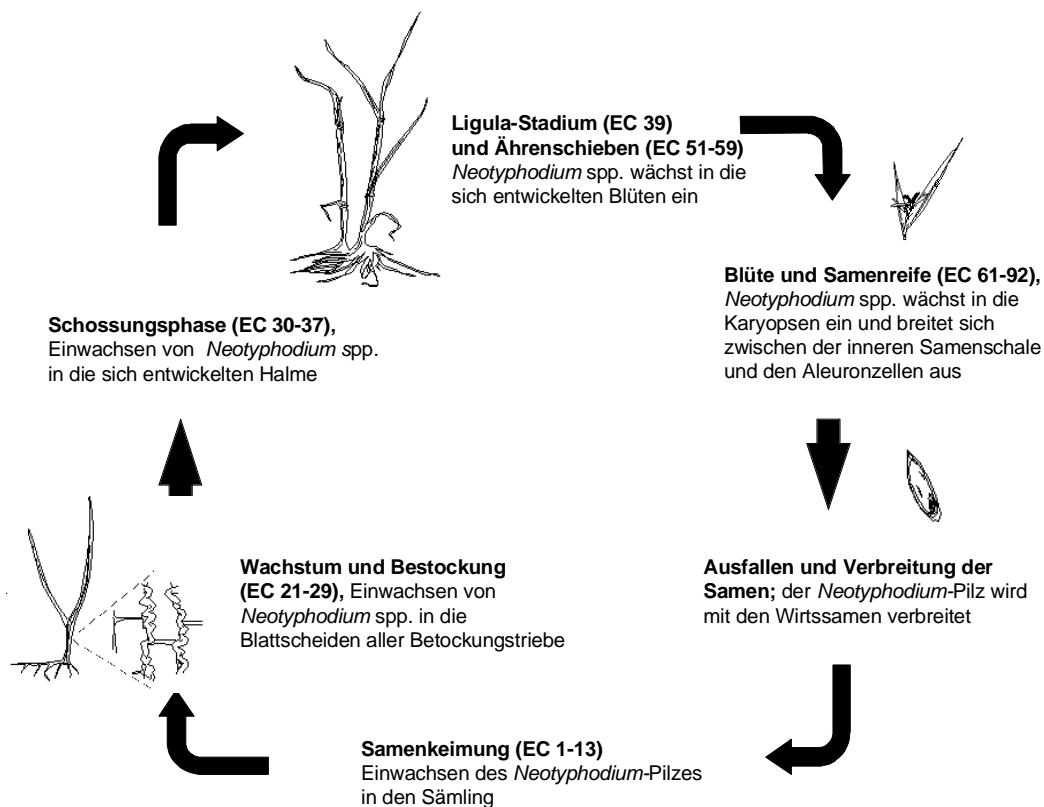 Ligula-Stadium (EC 39)
und Ährenschieben (EC 51-59)
Neotyphodium spp. wächst in die
sich entwickelten Blüten ein
Blüte und Samenreife (EC 61-92),
Neotyphodium spp. wächst in die
Karyopsen ein und breitet sich
zwischen der inneren Samenschale
und den Aleuronzellen aus
Schossungsphase (EC 30-37),
Einwachsen von Neotyphodium spp.
in die sich entwickelten Halme
Wachstum und Bestockung
(EC 21-29), Einwachsen von
Neotyphodium spp. in die
Blattscheiden aller Betockungstriebe
Ausfallen und Verbreitung der
Samen; der Neotyphodium-Pilz wird
mit den Wirtssamen verbreitet
Samenkeimung (EC 1-13)
Einwachsen des Neotyphodium-Pilzes
in den Sämling